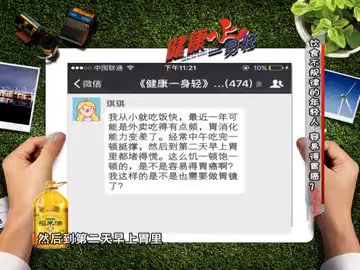 健康一身轻
饮食不规律的年轻人 容易得胃癌?
中国联通
下午11:21
10%
微信
《健康一身轻》...(474)
琪琪
我从小就吃饭快，最近一年可
能是外卖吃得有点频，胃消化
能力变差了。经常中午吃完一
顿挺撑，然后到第二天早上胃
里都堵得慌。这么饥一顿饱一
顿的，是不是容易得胃癌啊？
我这样的是不是也需要做胃镜
了？
稻米油
然后到第二天早上胃里